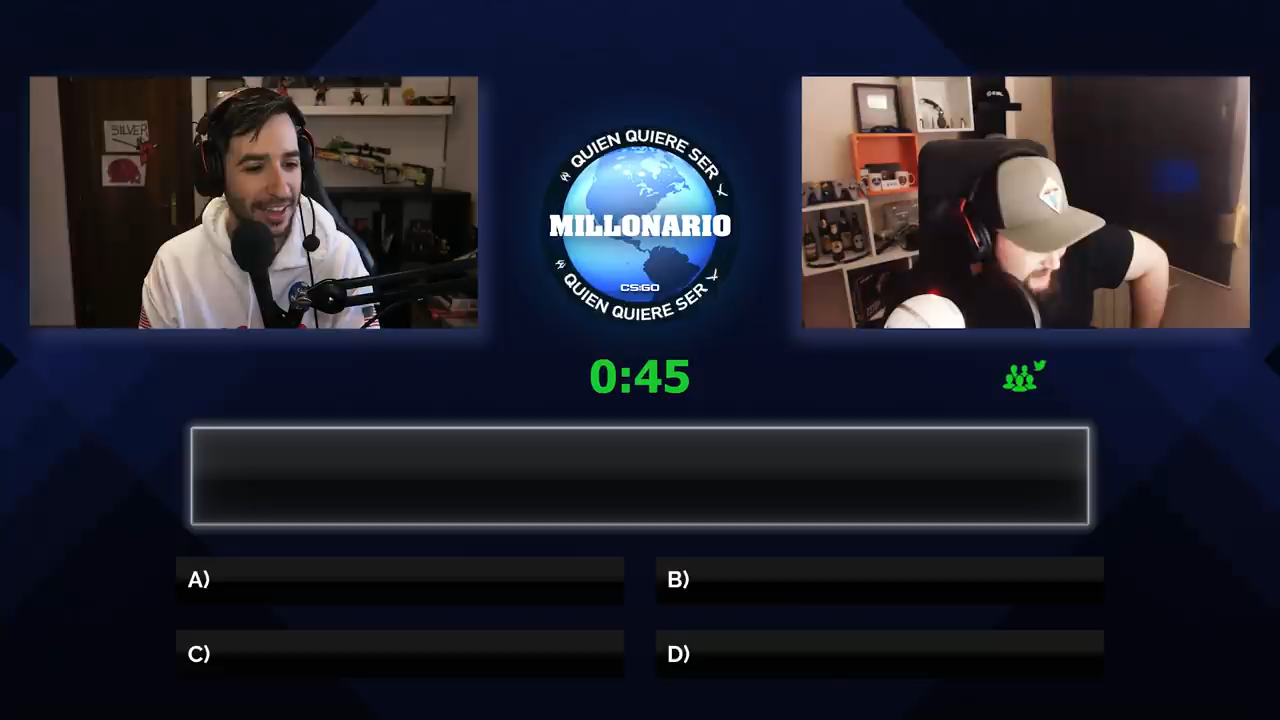 SILVER
QUIEN QUIERE SER
MILLONARIO
CS:GO
QUIEN QUIERE SER
0:45
A)
B)
C)
D)